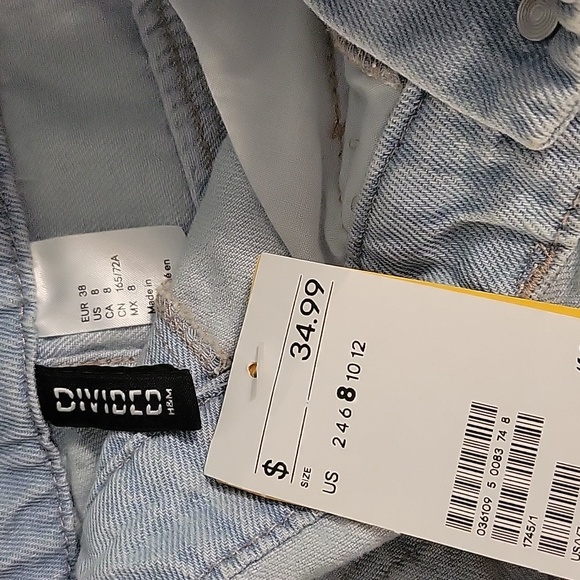 EUR 38
US 8
CA 8
CN 165/72A
MX 8
Made in
DIVIDED
H&M
$ 34.99
SIZE
US 2 4 6 8 10 12
036109 5 0083 74 8
1745/1